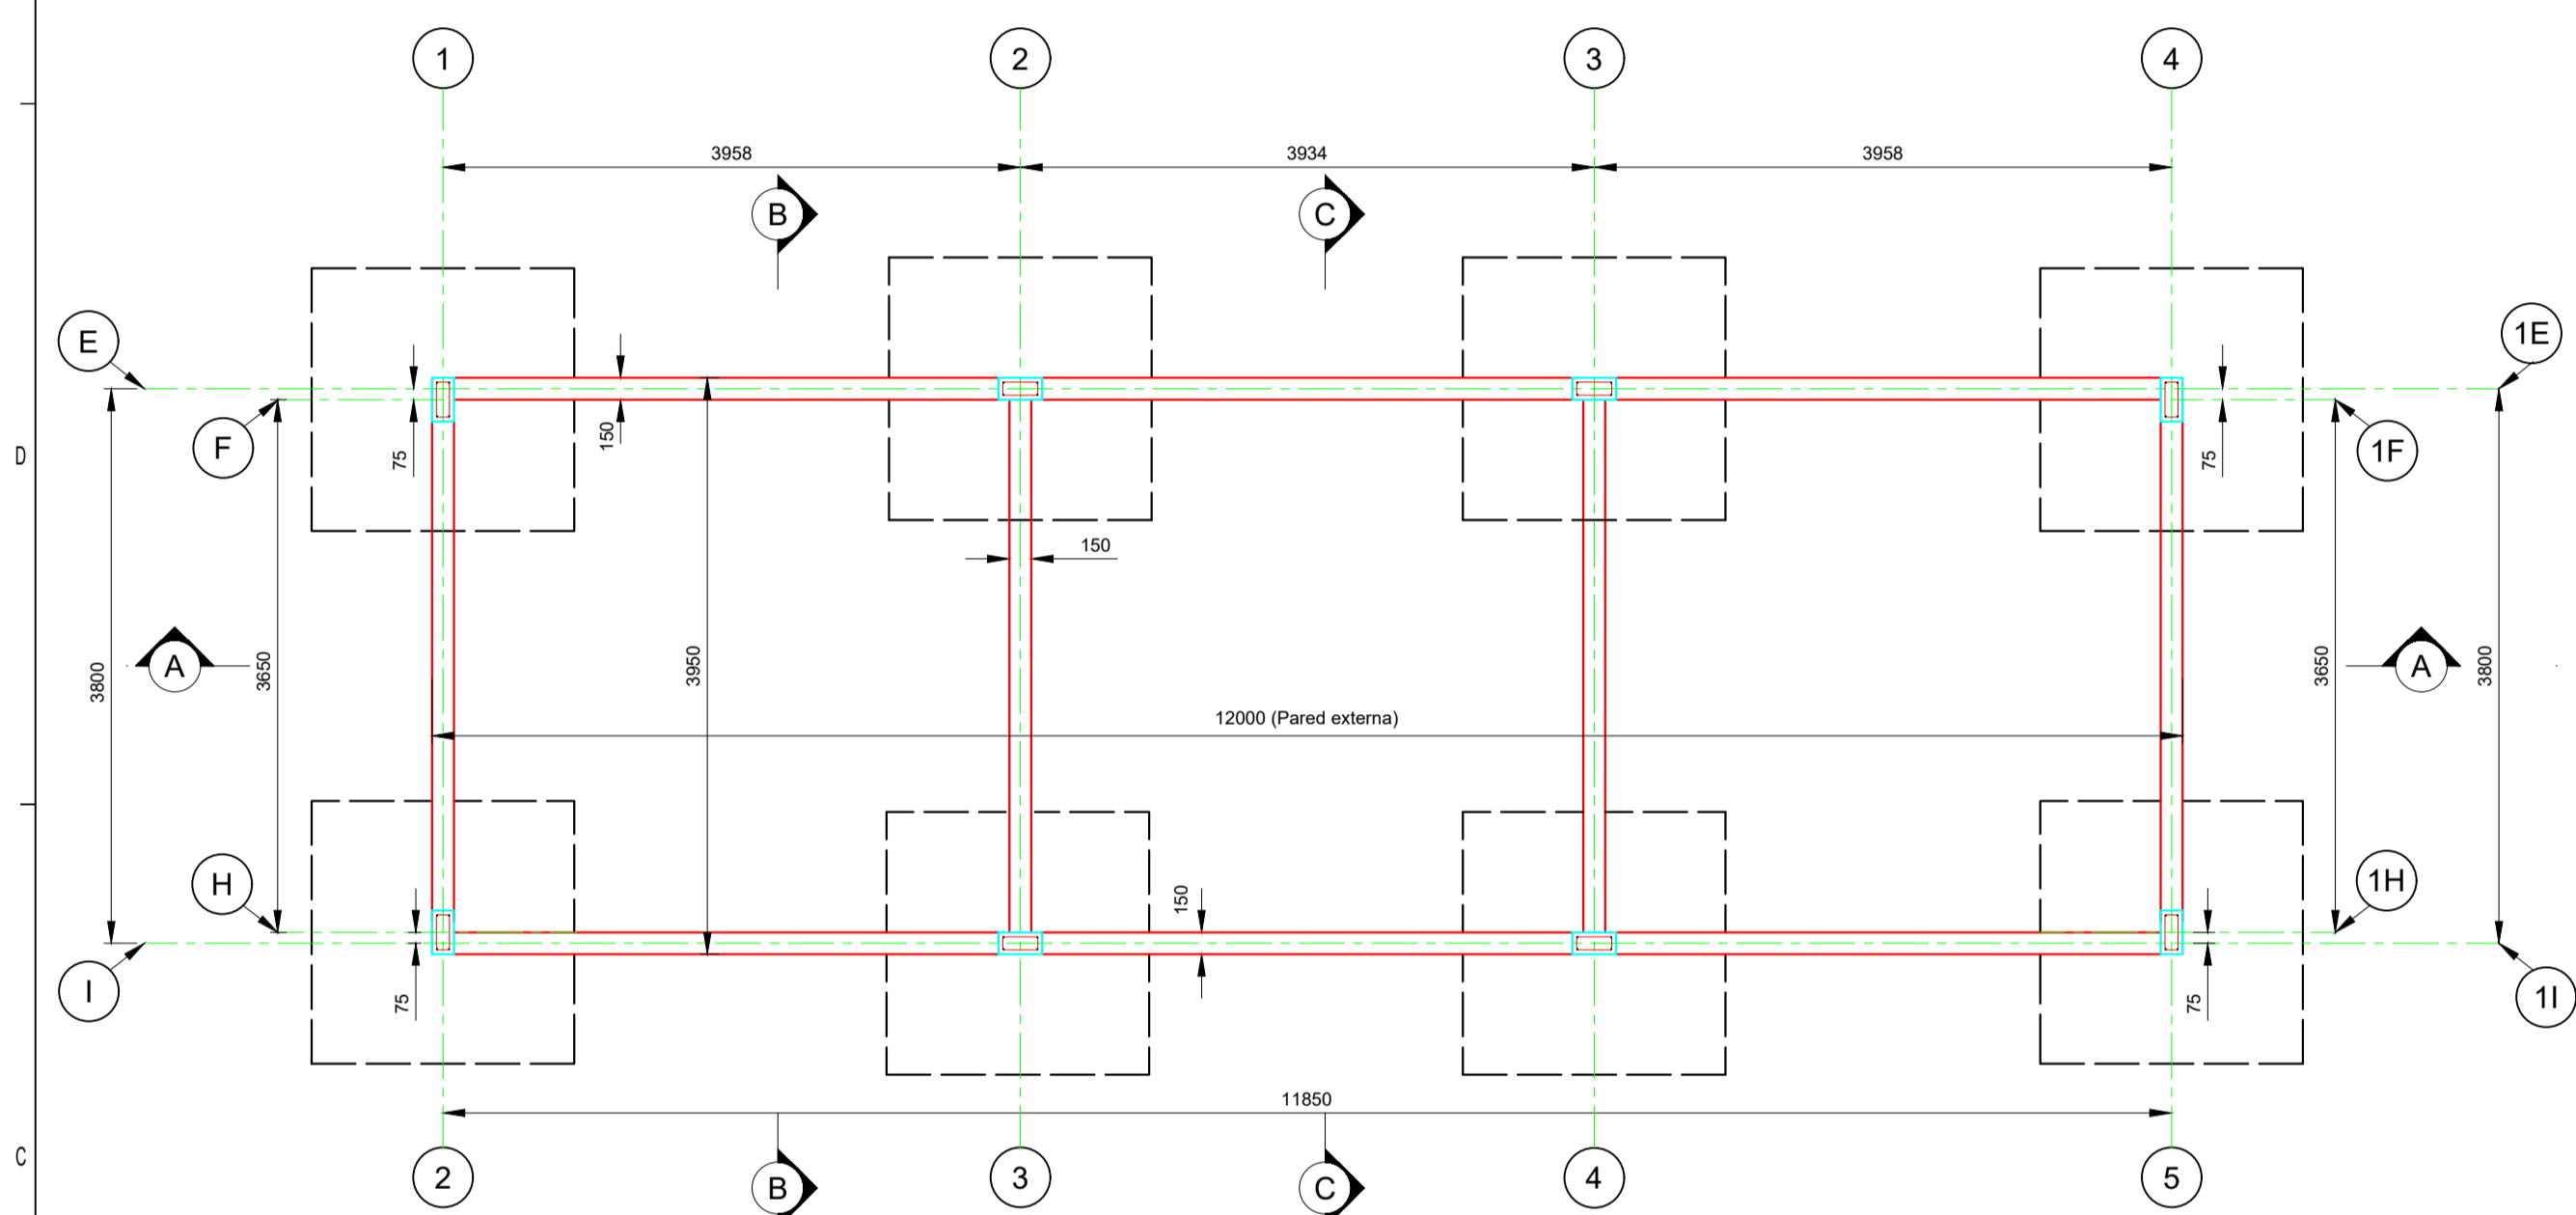 1 2 3 4
3958 3934 3958
B C
E 1E
F 1F
75 150 75
D
150
A 3800 3650 3950 3650 A 3800
12000 (Pared externa)
H 150 1H
I 75 75 1I
11850
C
2 B 3 C 4 5